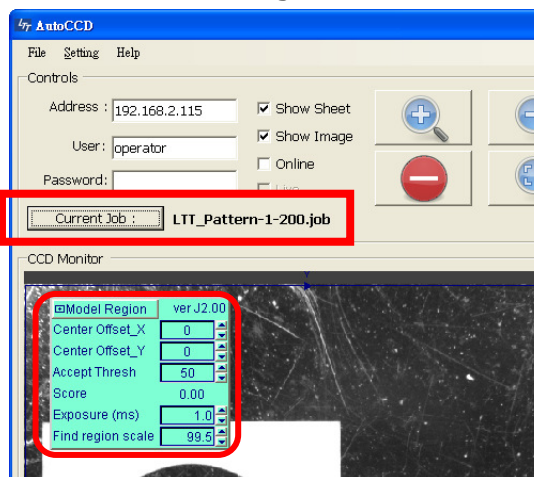 LTT AutoCCD
File Setting Help
Controls
Address : 192.168.2.115
Show Sheet
User: operator
Show Image
Online
Password:
Live
Current Job : LTT_Pattern-1-200.job
CCD Monitor
Y
Model Region ver J2.00
Center Offset_X 0
Center Offset_Y 0
Accept Thresh 50
Score 0.00
Exposure (ms) 1.0
Find region scale 99.5